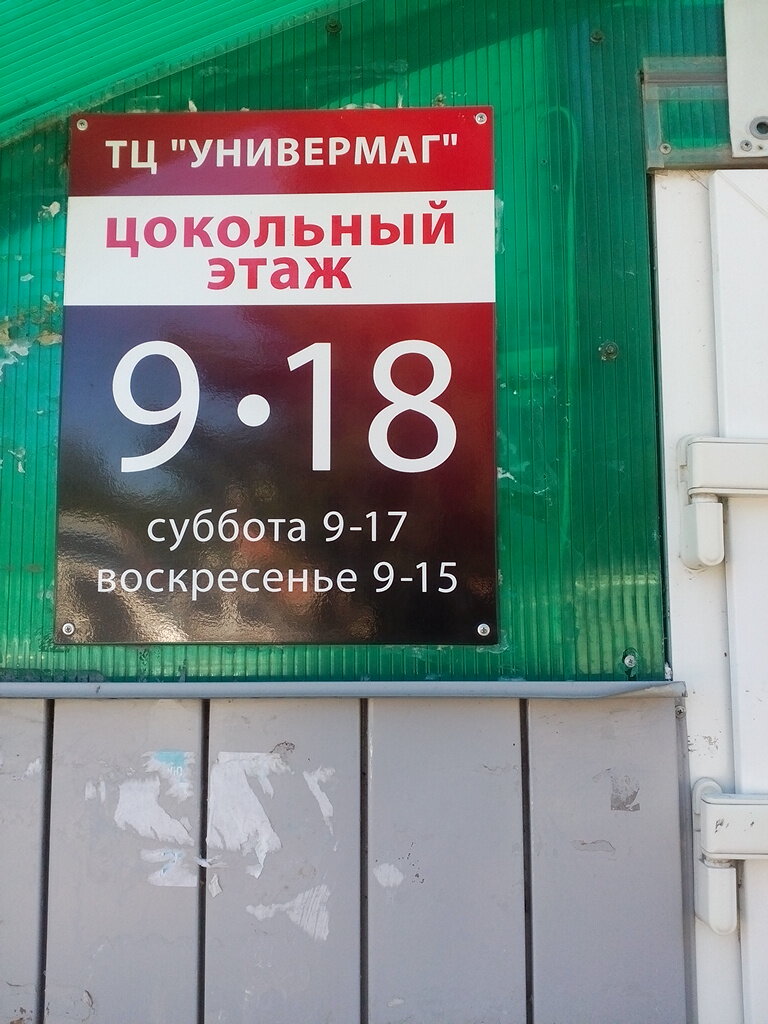 ТЦ "УНИВЕРМАГ"
цокольный
этаж
9•18
суббота 9-17
воскресенье 9-15